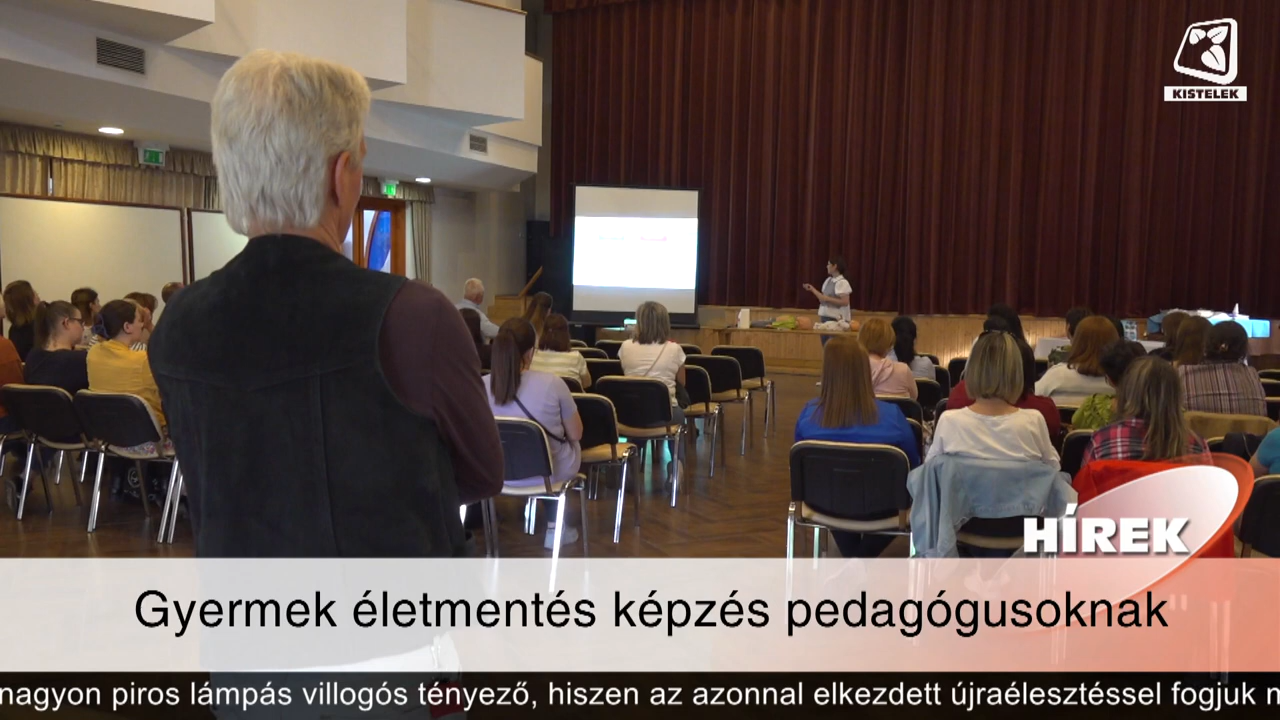 KISTELEK
HÍREK
Gyermek életmentés képzés pedagógusoknak
nagyon piros lámpás villogós tényező, hiszen az azonnal elkezdett újraélesztéssel fogjuk